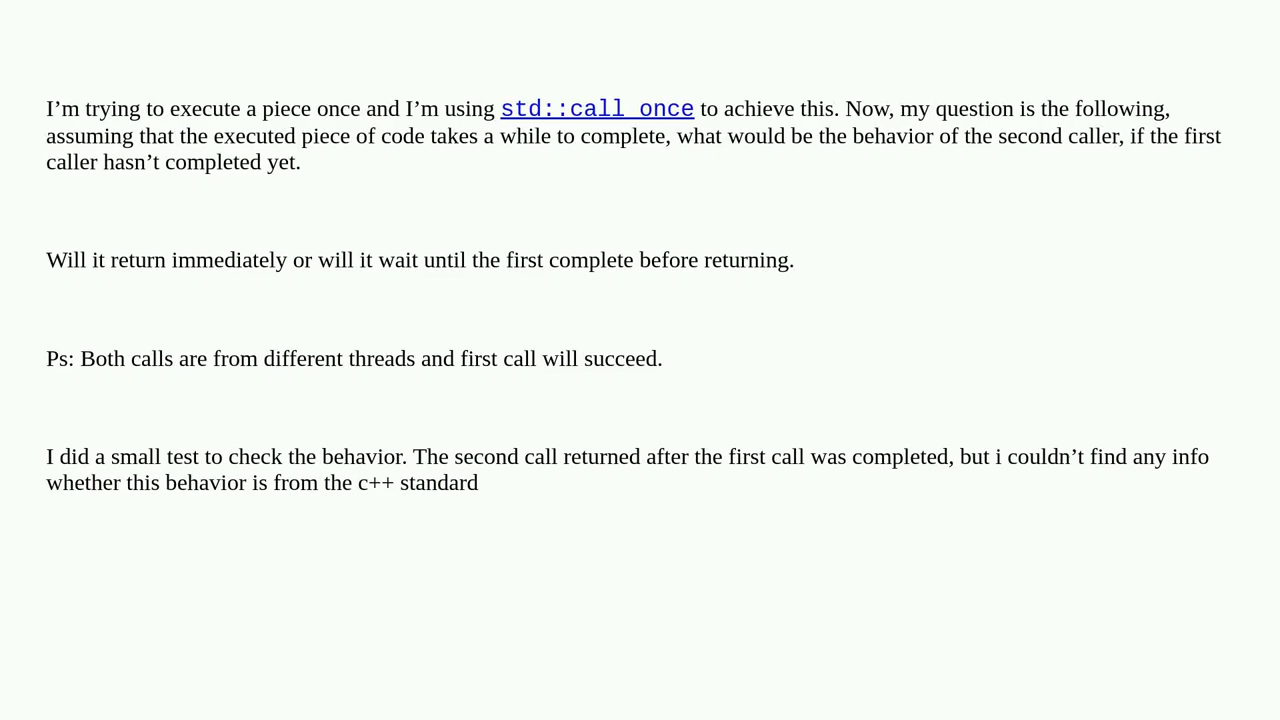 I’m trying to execute a piece once and I’m using std::call_once to achieve this. Now, my question is the following,
assuming that the executed piece of code takes a while to complete, what would be the behavior of the second caller, if the first
caller hasn’t completed yet.
Will it return immediately or will it wait until the first complete before returning.
Ps: Both calls are from different threads and first call will succeed.
I did a small test to check the behavior. The second call returned after the first call was completed, but i couldn’t find any info
whether this behavior is from the c++ standard